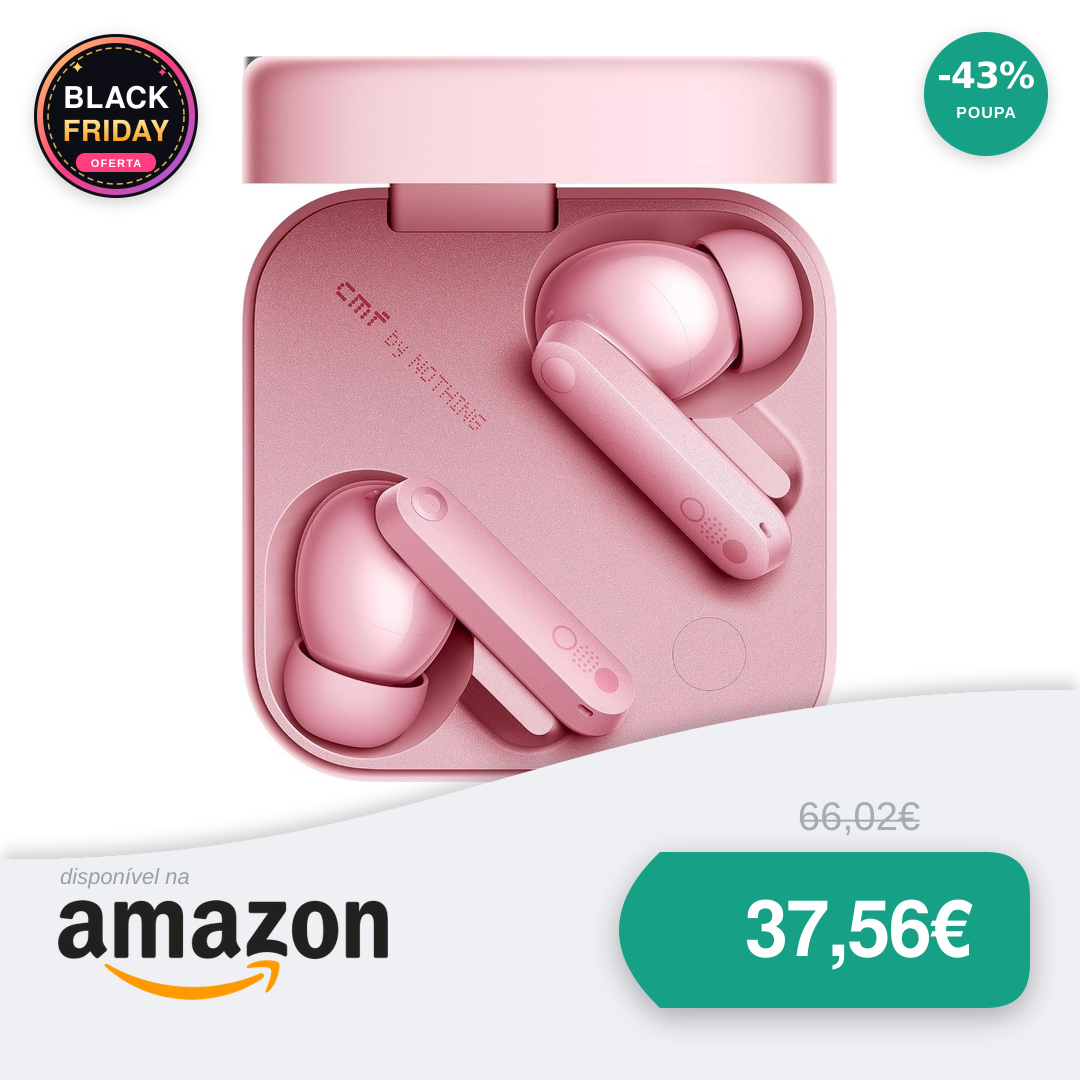 BLACK
FRIDAY
OFERTA
-43%
POUPA
cmf by NOTHING
66,02€
disponível na
amazon
37,56€